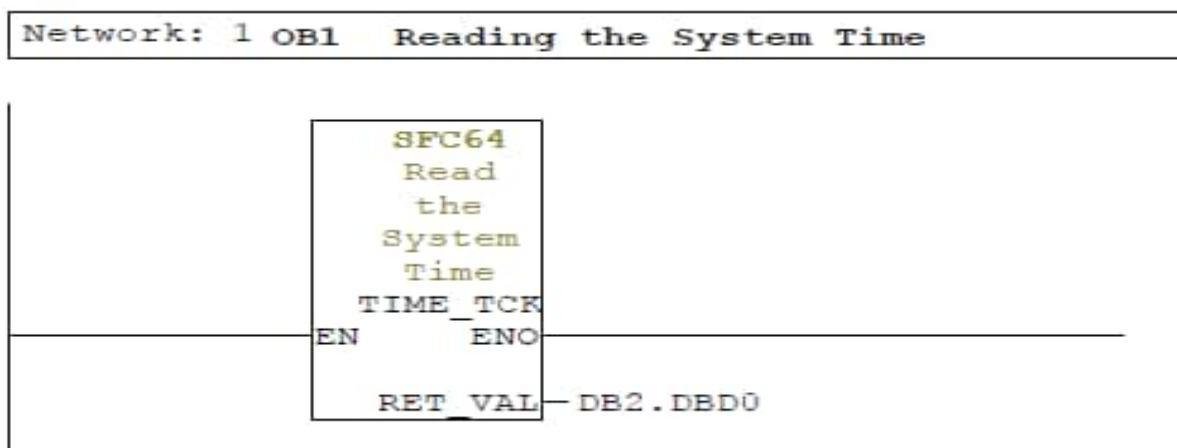 Network: 1 OB1 Reading the System Time
SFC64
Read
the
System
Time
TIME_TCK
EN ENO
RET_VAL DB2.DBD0